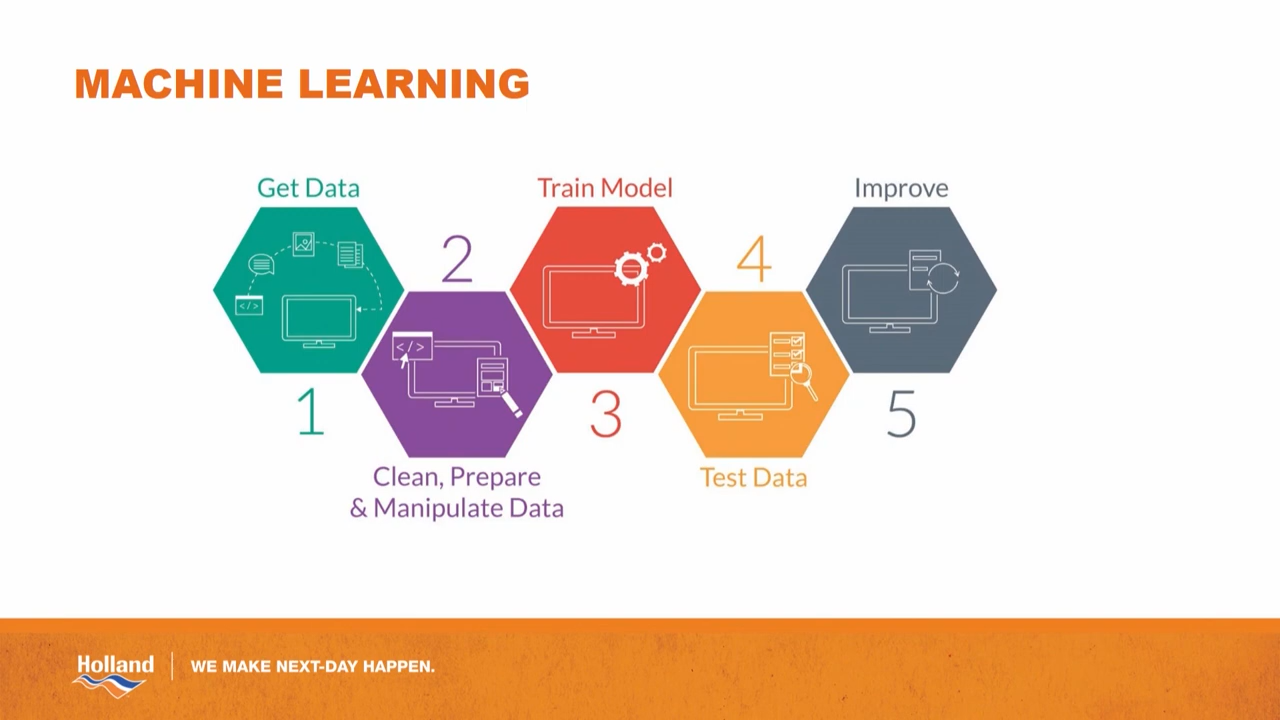 MACHINE LEARNING
Get Data
1
2
Clean, Prepare
& Manipulate Data
Train Model
3
4
Test Data
Improve
5
</>
</>
Holland
WE MAKE NEXT-DAY HAPPEN.